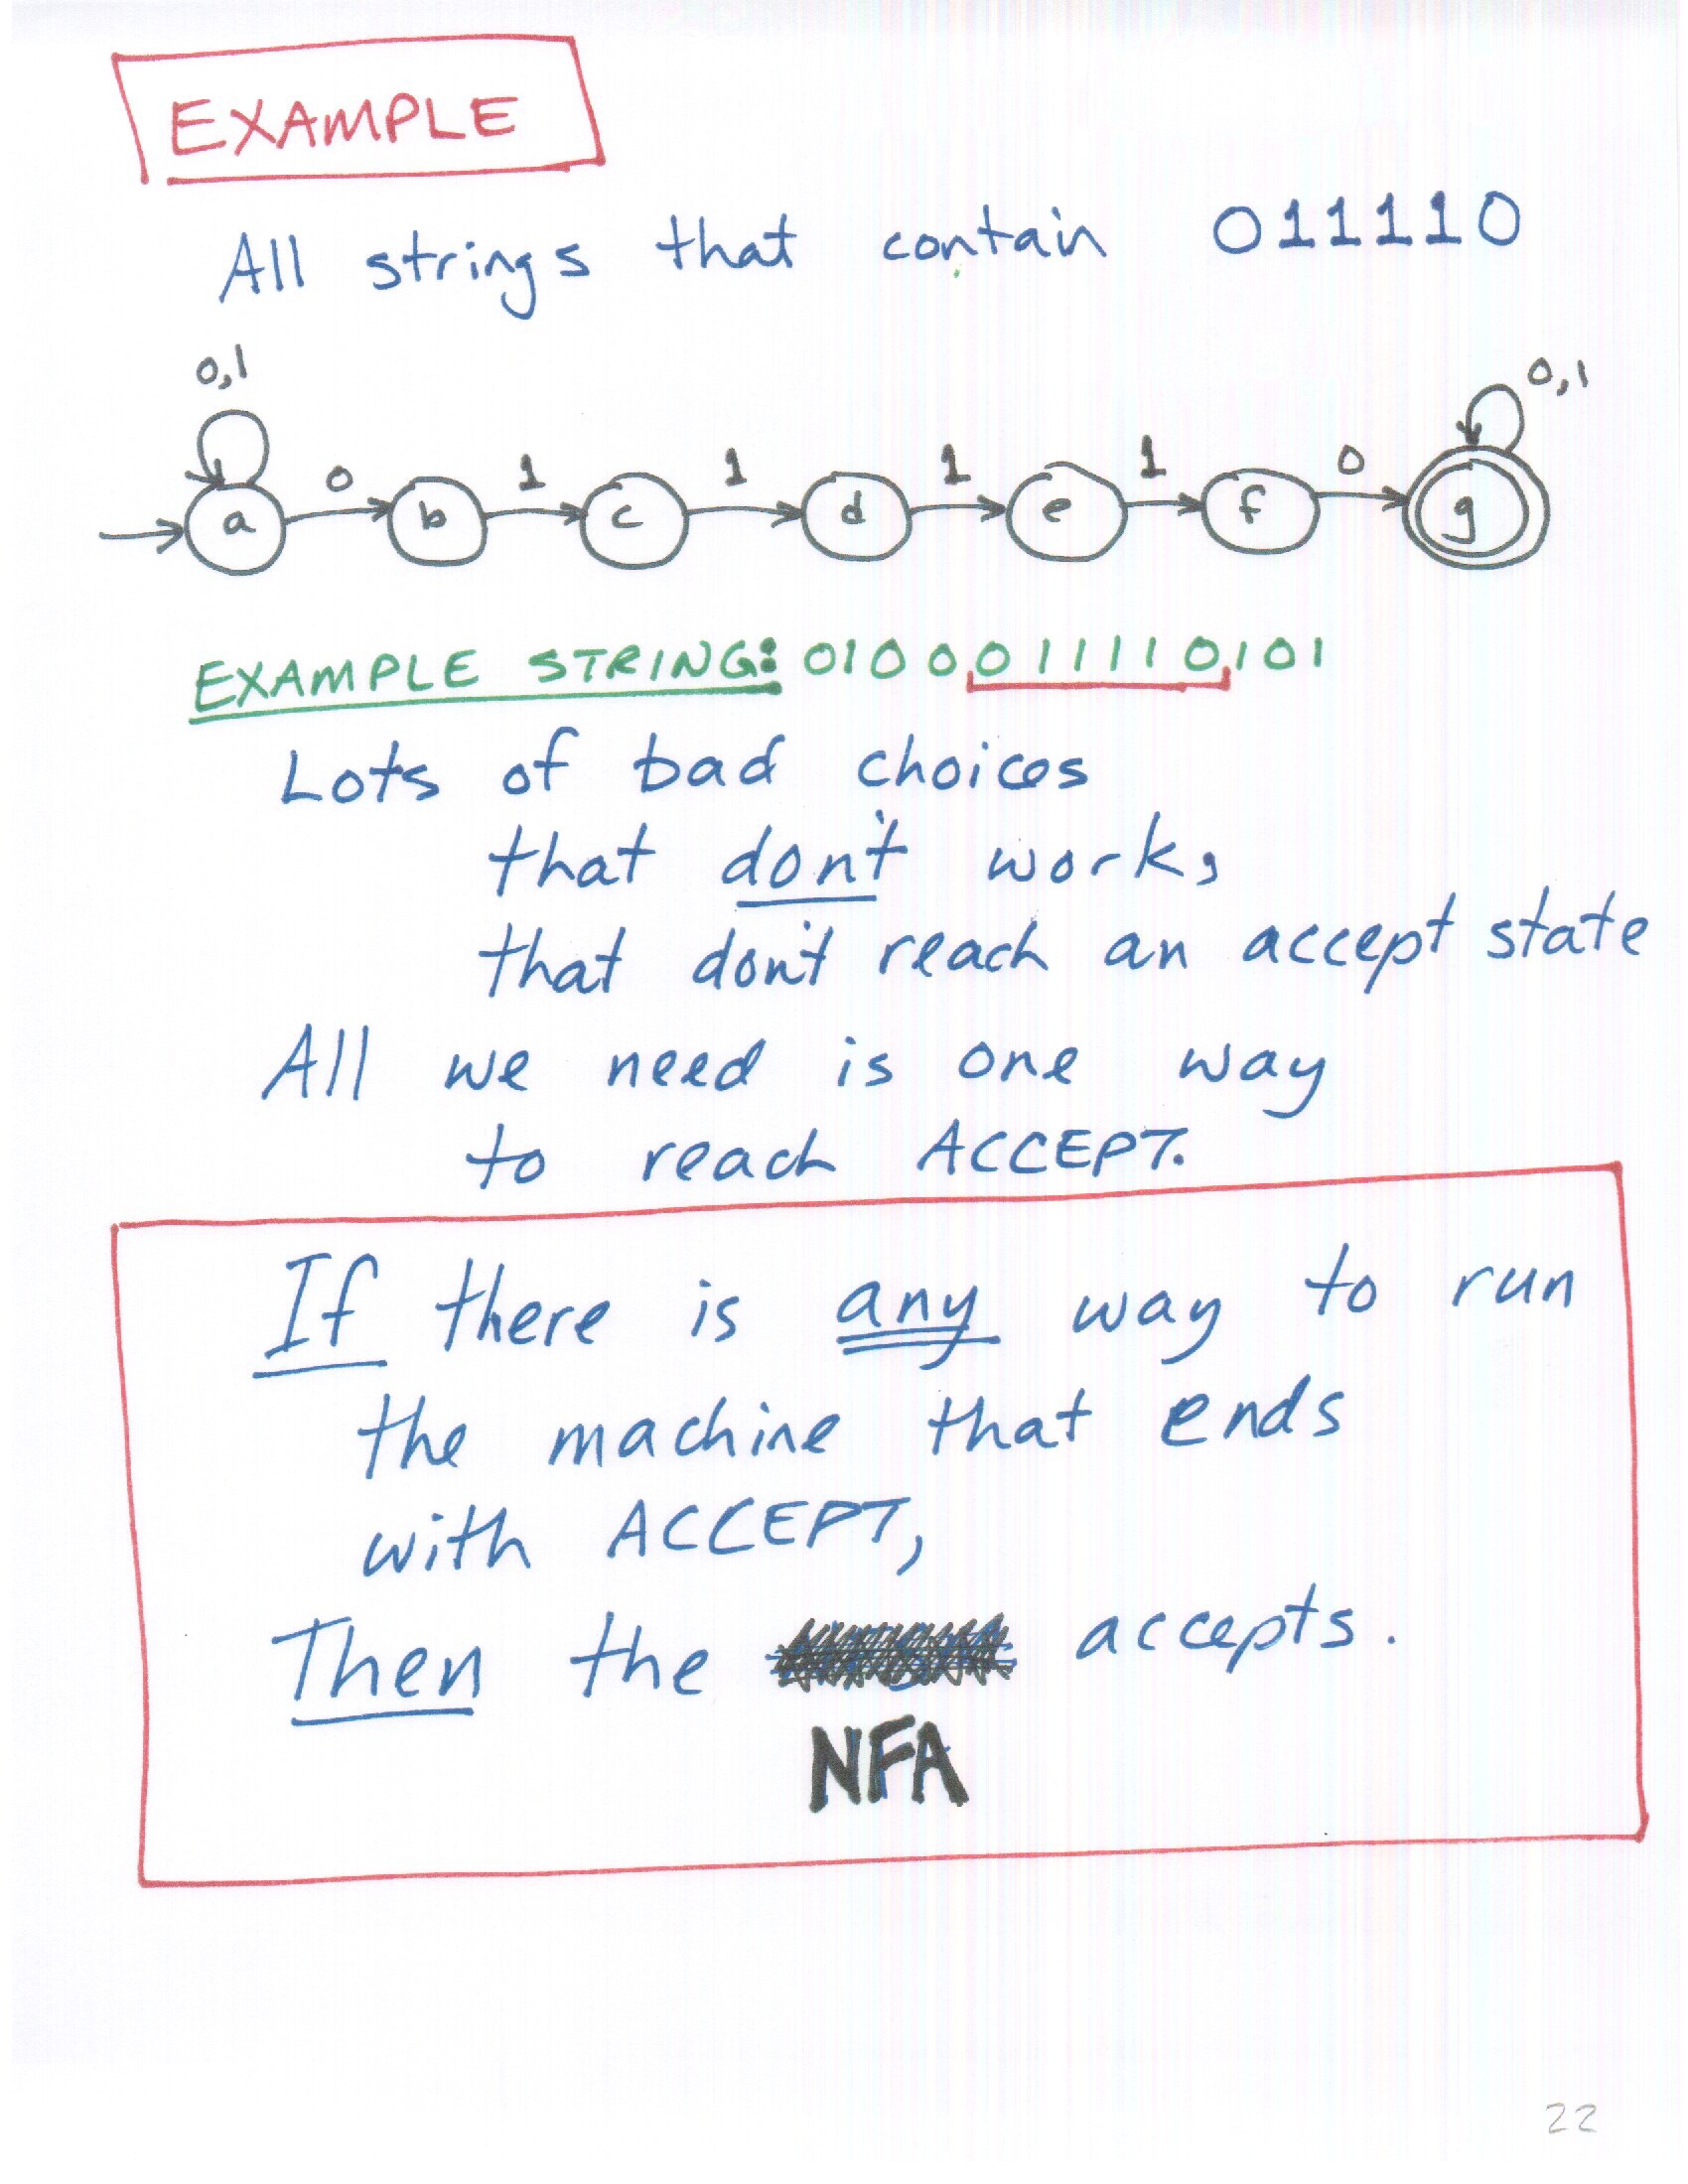 EXAMPLE
All strings that contain 011110
0,1
0,1
0 1 1 1 1 0
a b c d e f g
EXAMPLE STRING: 0100011110101
Lots of bad choices
that don't work,
that don't reach an accept state
All we need is one way
to reach ACCEPT.
If there is any way to run
the machine that ends
with ACCEPT,
Then the accepts.
NFA
22